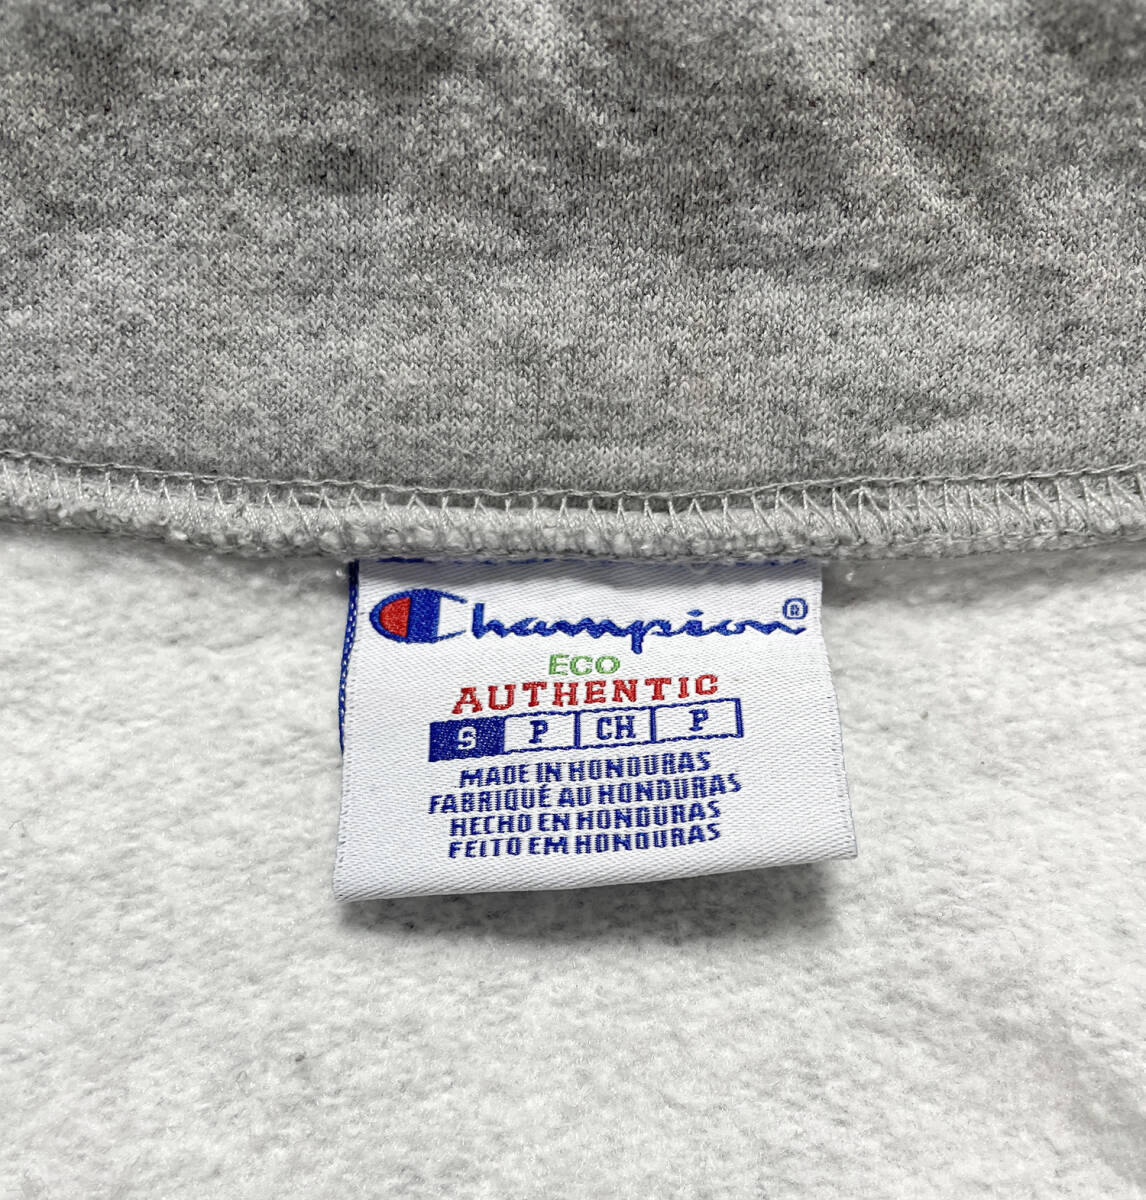 Champion®
ECO
AUTHENTIC
S P CH P
MADE IN HONDURAS
FABRIQUÉ AU HONDURAS
HECHO EN HONDURAS
FEITO EM HONDURAS